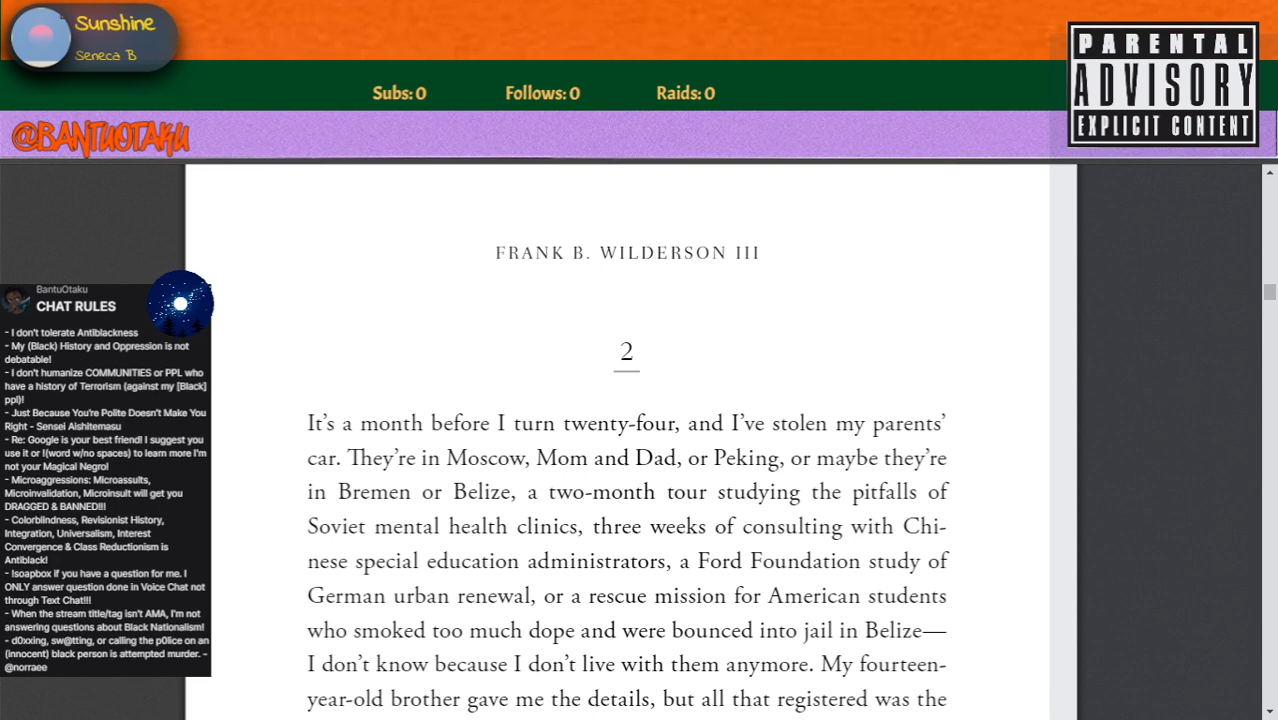 Sunshine
Seneca B
PARENTAL
ADVISORY
EXPLICIT CONTENT
Subs: 0
Follows: 0
Raids: 0
@BANTUOTAKU
FRANK B. WILDERSON III
2
It's a month before I turn twenty-four, and I've stolen my parents'
car. They're in Moscow, Mom and Dad, or Peking, or maybe they're
in Bremen or Belize, a two-month tour studying the pitfalls of
Soviet mental health clinics, three weeks of consulting with Chi-
nese special education administrators, a Ford Foundation study of
German urban renewal, or a rescue mission for American students
who smoked too much dope and were bounced into jail in Belize—
I don't know because I don't live with them anymore. My fourteen-
year-old brother gave me the details, but all that registered was the
BantuOtaku
CHAT RULES
- I don't tolerate Antiblackness
- My (Black) History and Oppression is not
debatable!
- I don't humanize COMMUNITIES or PPL who
have a history of Terrorism (against my [Black]
ppl)!
- Just Because You're Polite Doesn't Make You
Right - Sensei Aishitemasu
- Re: Google is your best friend! I suggest you
use it or !(word w/no spaces) to learn more I'm
not your Magical Negro!
- Microaggressions: Microassults,
Microinvalidation, Microinsult will get you
DRAGGED & BANNED!!!
- Colorblindness, Revisionist History,
Integration, Universalism, Interest
Convergence & Class Reductionism is
Antiblack!
- !soapbox if you have a question for me. I
ONLY answer question done in Voice Chat not
through Text Chat!!!
- When the stream title/tag isn't AMA, I'm not
answering questions about Black Nationalism!
- d0xxing, sw@tting, or calling the p0lice on an
(innocent) black person is attempted murder. -
@norraee